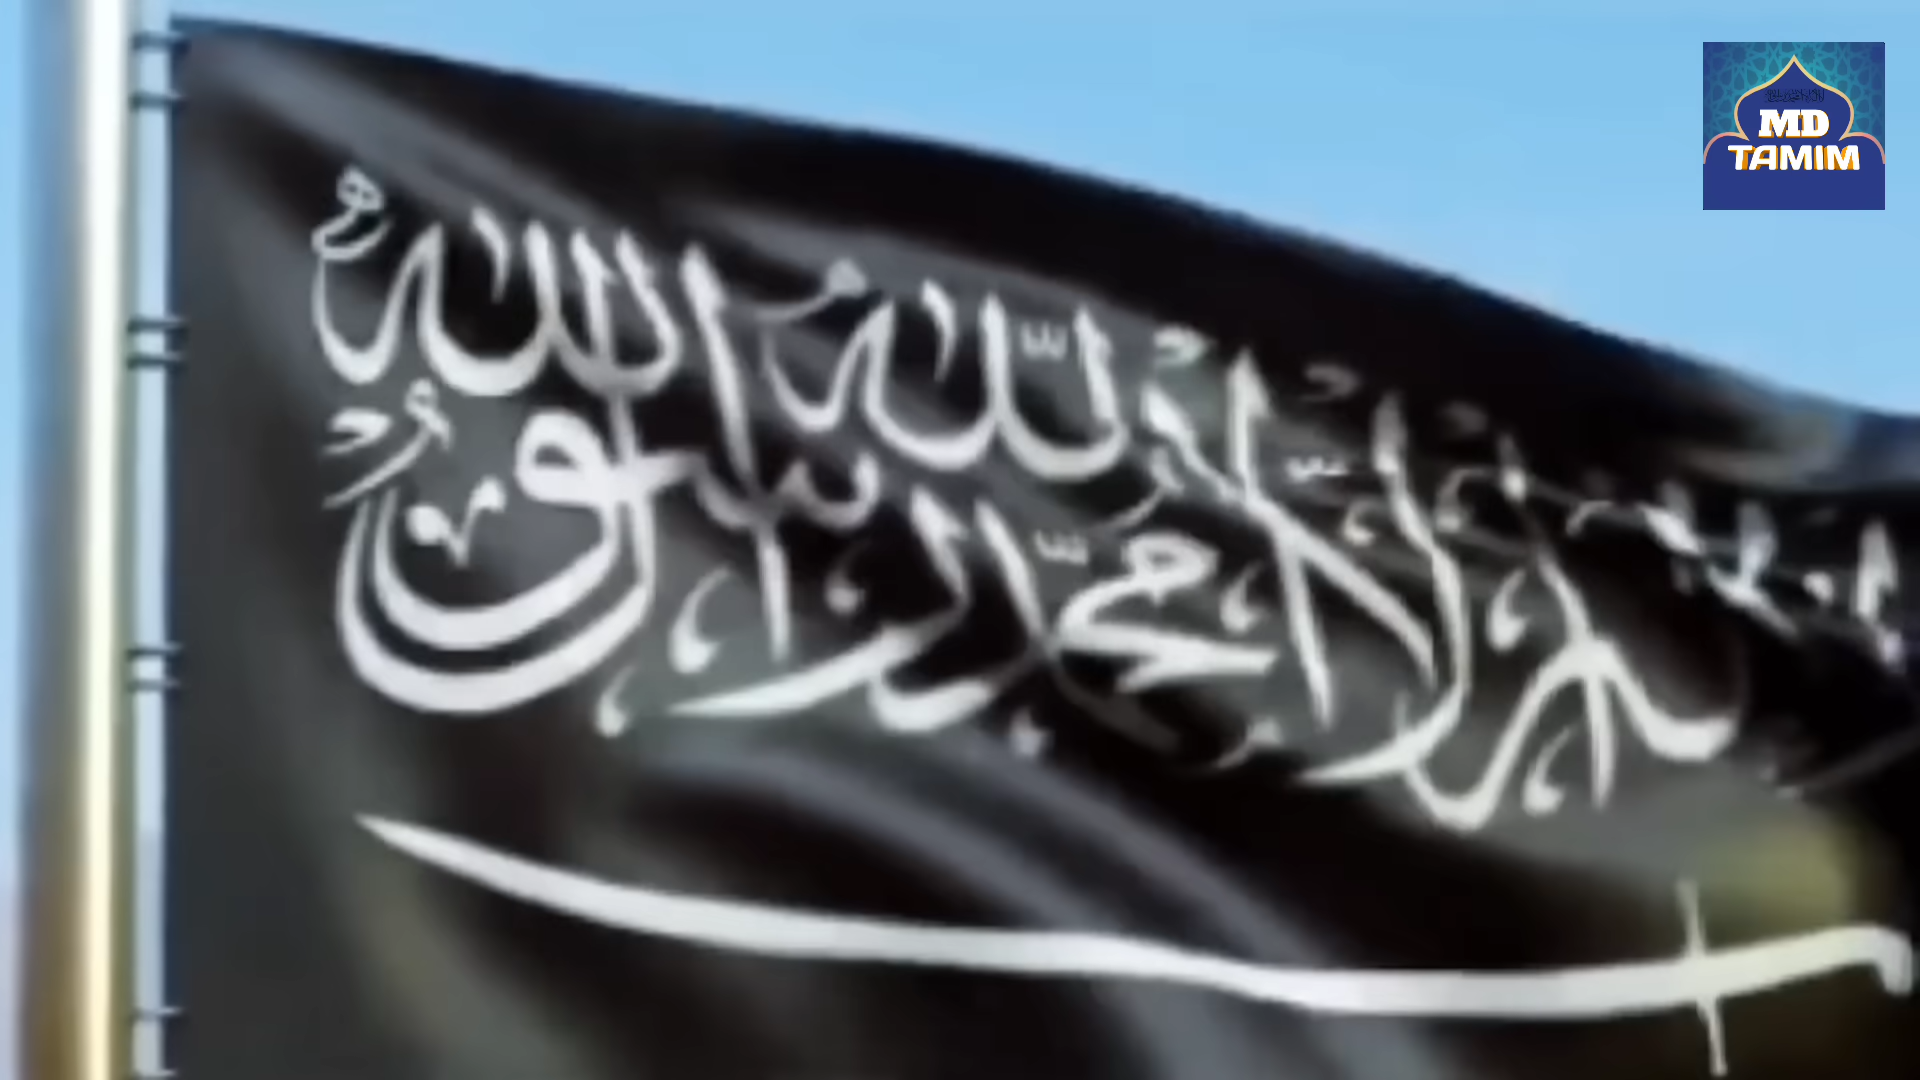 لا إله إلا الله محمد رسول الله
MD
TAMIM